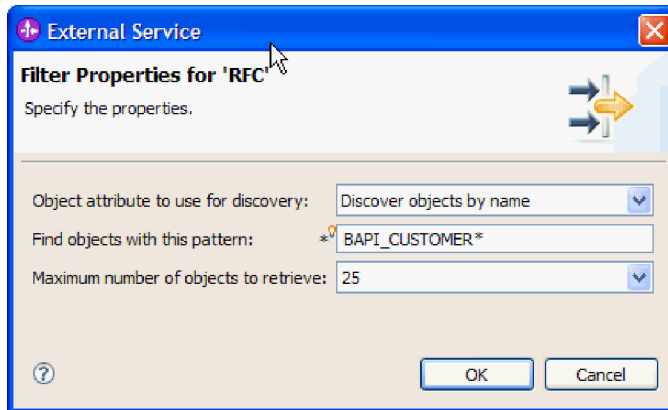 External Service
Filter Properties for 'RFC'
Specify the properties.
Object attribute to use for discovery: Discover objects by name
Find objects with this pattern: * BAPI_CUSTOMER*
Maximum number of objects to retrieve: 25
? OK Cancel